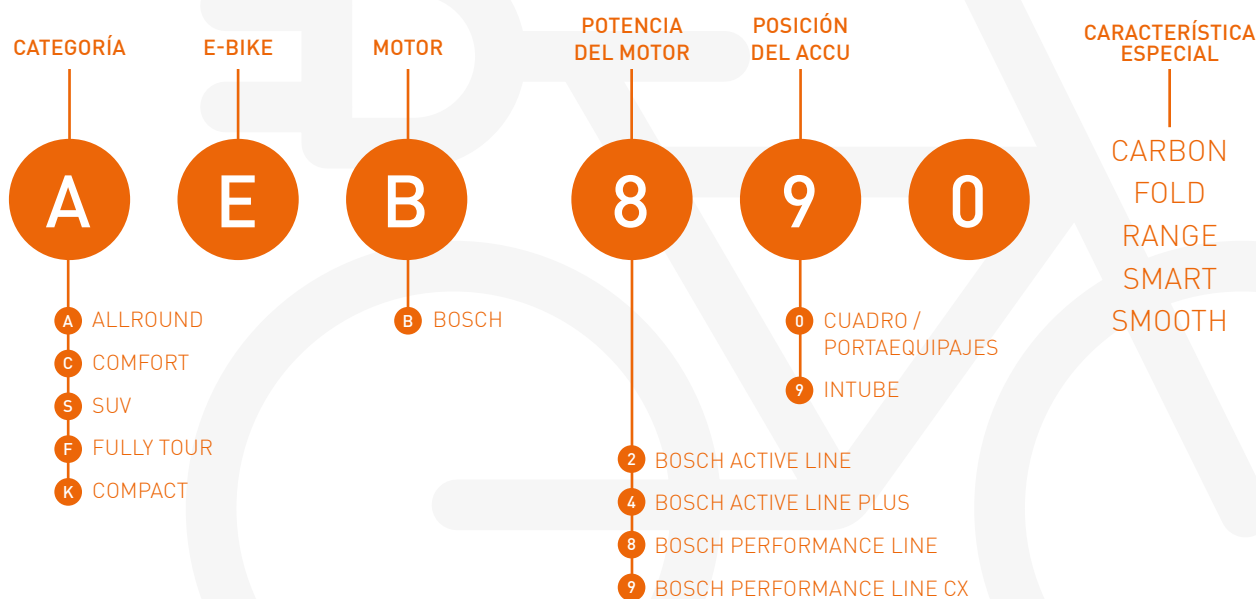 CATEGORÍA
E-BIKE
MOTOR
POTENCIA
DEL MOTOR
POSICIÓN
DEL ACCU
CARACTERÍSTICA
ESPECIAL
A
E
B
8
9
0
CARBON
FOLD
RANGE
SMART
SMOOTH
A ALLROUND
C COMFORT
S SUV
F FULLY TOUR
K COMPACT
B BOSCH
0 CUADRO /
PORTAEQUIPAJES
9 INTUBE
2 BOSCH ACTIVE LINE
4 BOSCH ACTIVE LINE PLUS
8 BOSCH PERFORMANCE LINE
9 BOSCH PERFORMANCE LINE CX